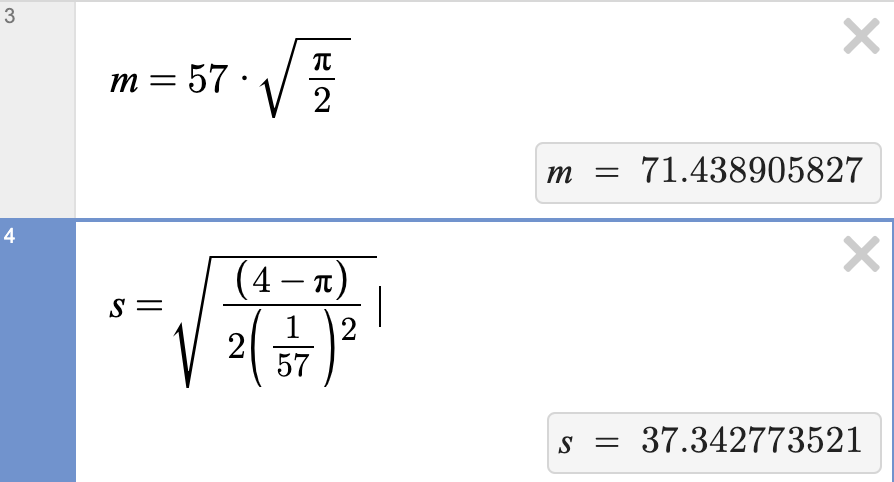 3
m = 57 · √(π/2)
m = 71.438905827
4
s = √((4 − π)/(2(1/57)²))
s = 37.342773521